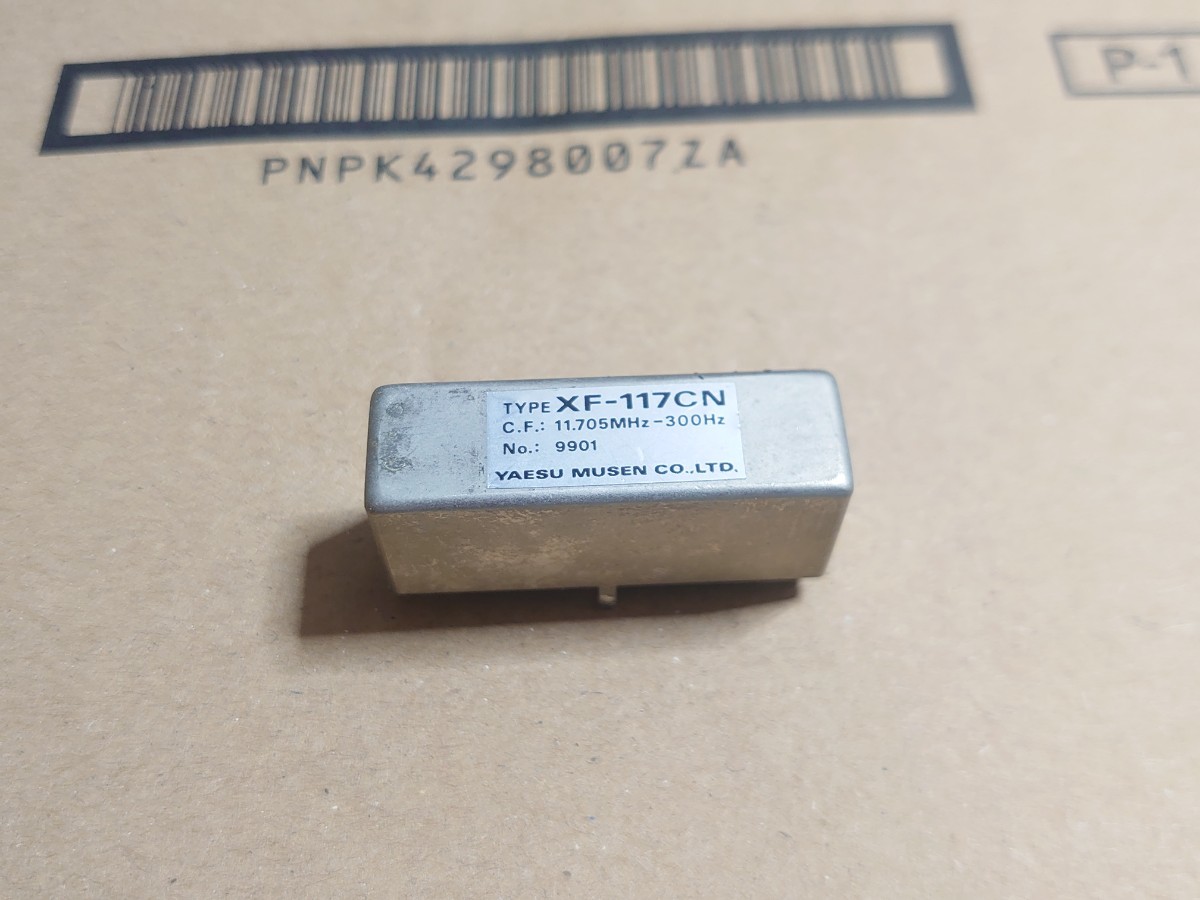 PNPK4298007ZA
P-1
TYPE XF-117CN
C.F.: 11.705MHz-300Hz
No.: 9901
YAESU MUSEN CO.,LTD.